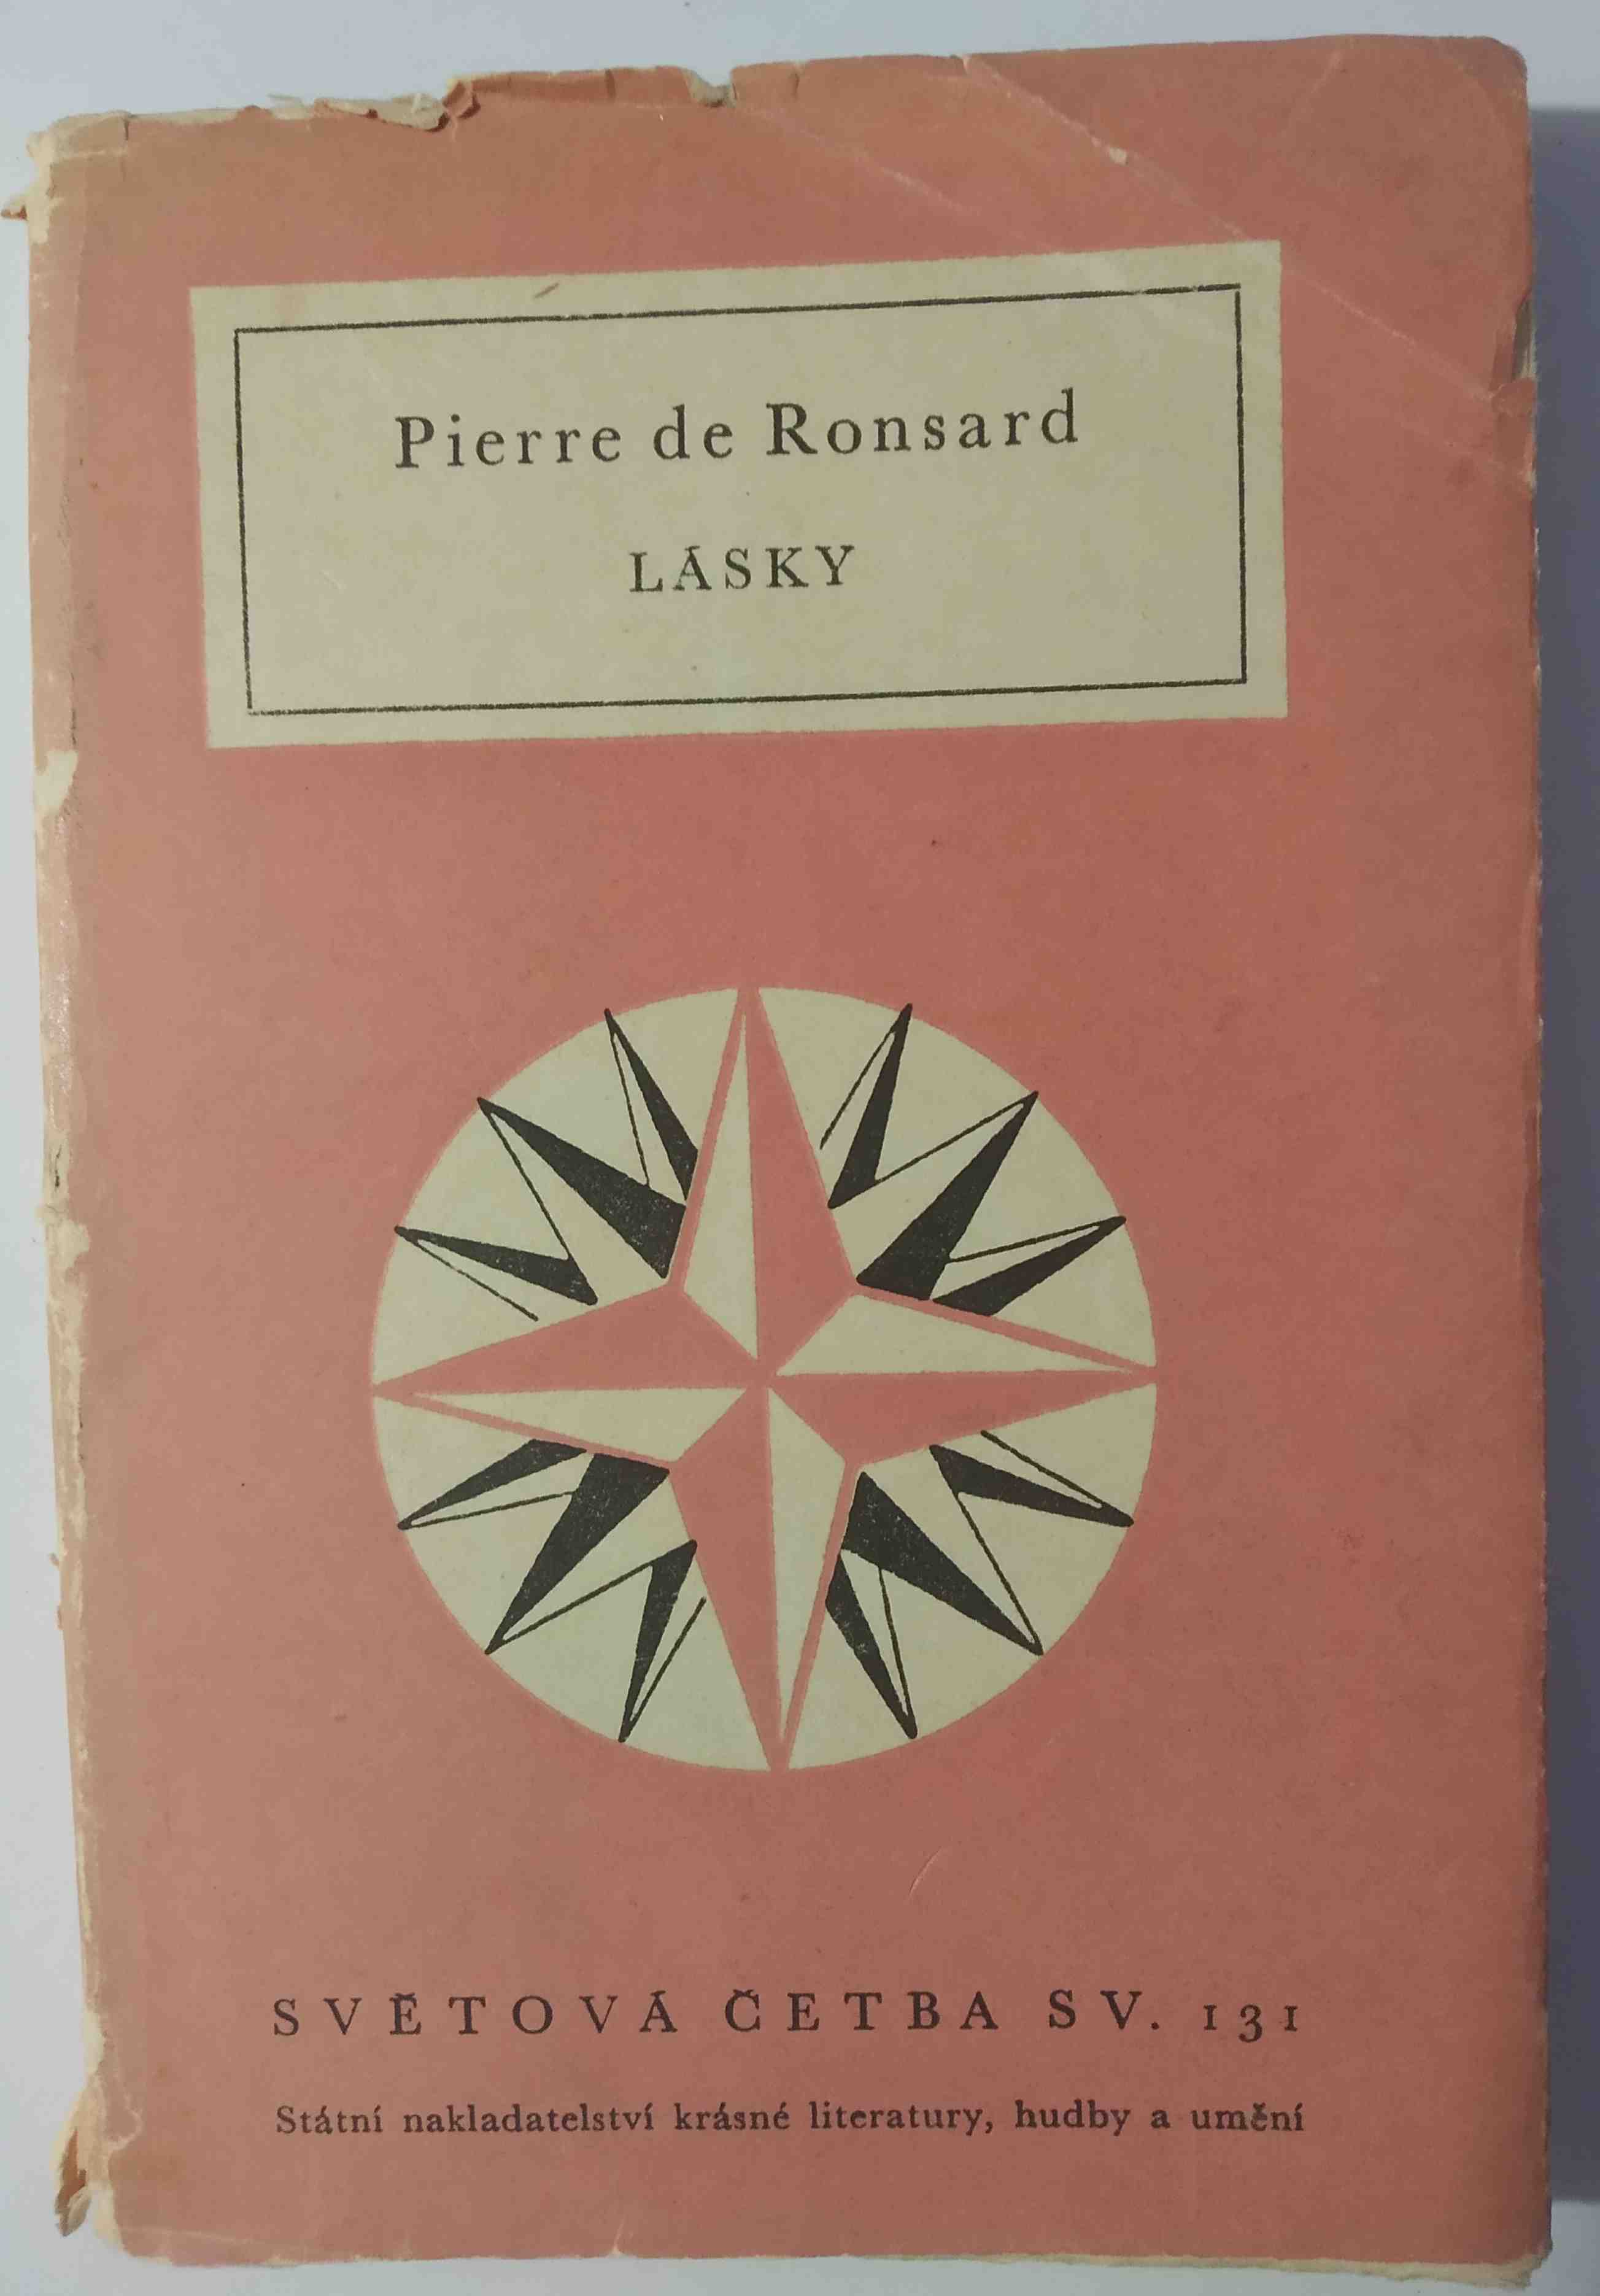 Pierre de Ronsard
LÁSKY
SVĚTOVÁ ČETBA SV. 131
Státní nakladatelství krásné literatury, hudby a umění